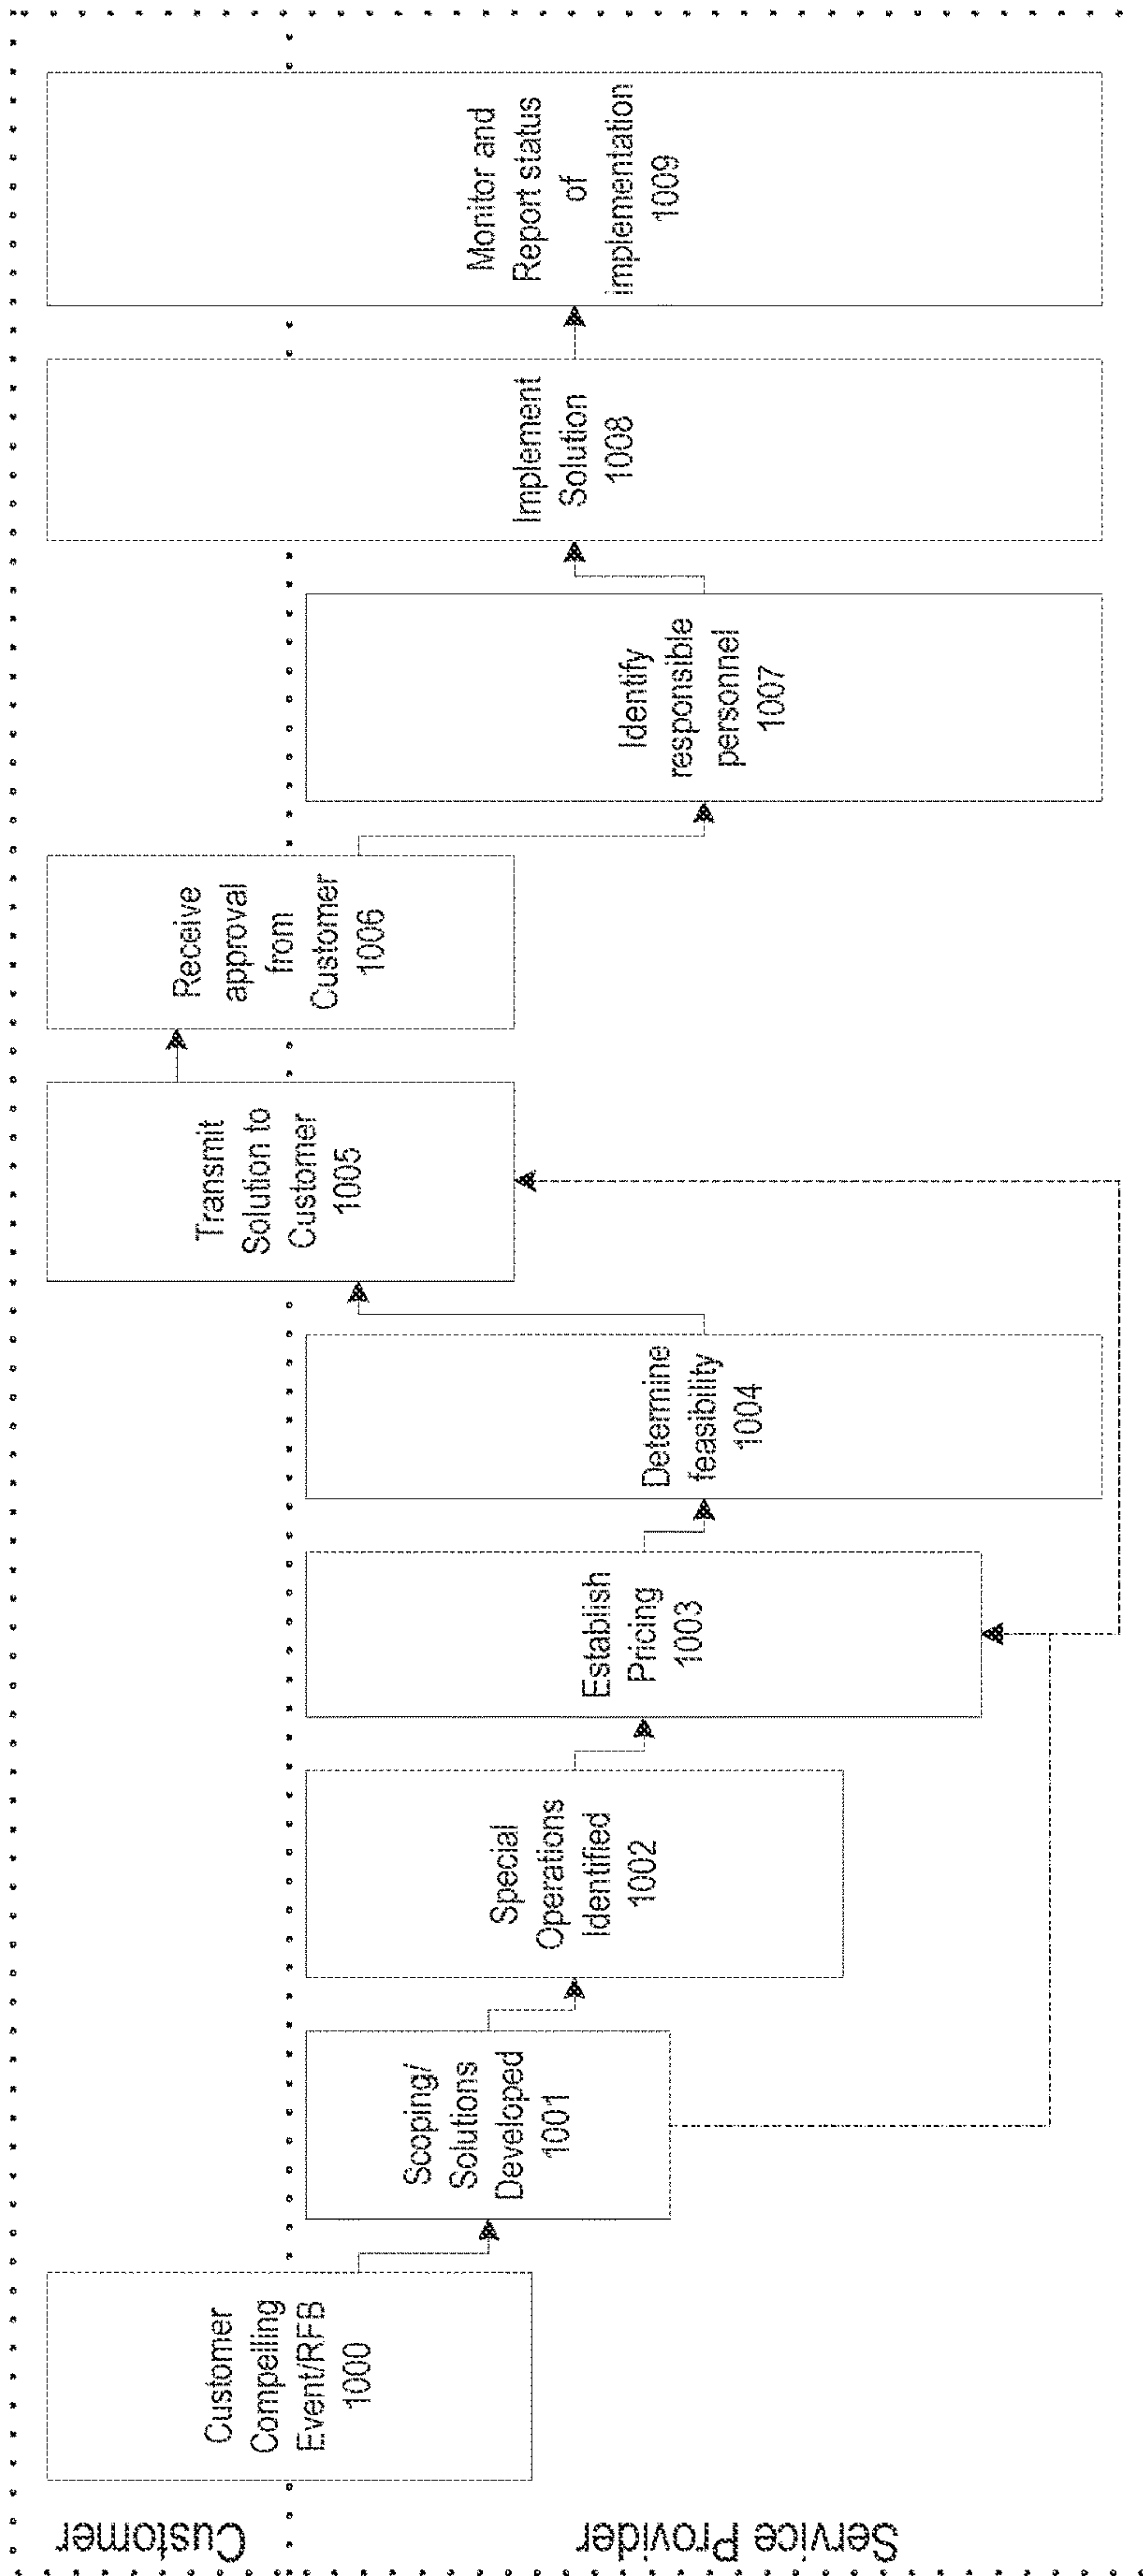 Customer
Service Provider
Customer
Compelling
Event/RFB
1000
Scoping/
Solutions
Developed
1001
Special
Operations
Identified
1002
Establish
Pricing
1003
Determine
feasibility
1004
Transmit
Solution to
Customer
1005
Receive
approval
from
Customer
1006
Identify
responsible
personnel
1007
Implement
Solution
1008
Monitor and
Report status
of
implementation
1009